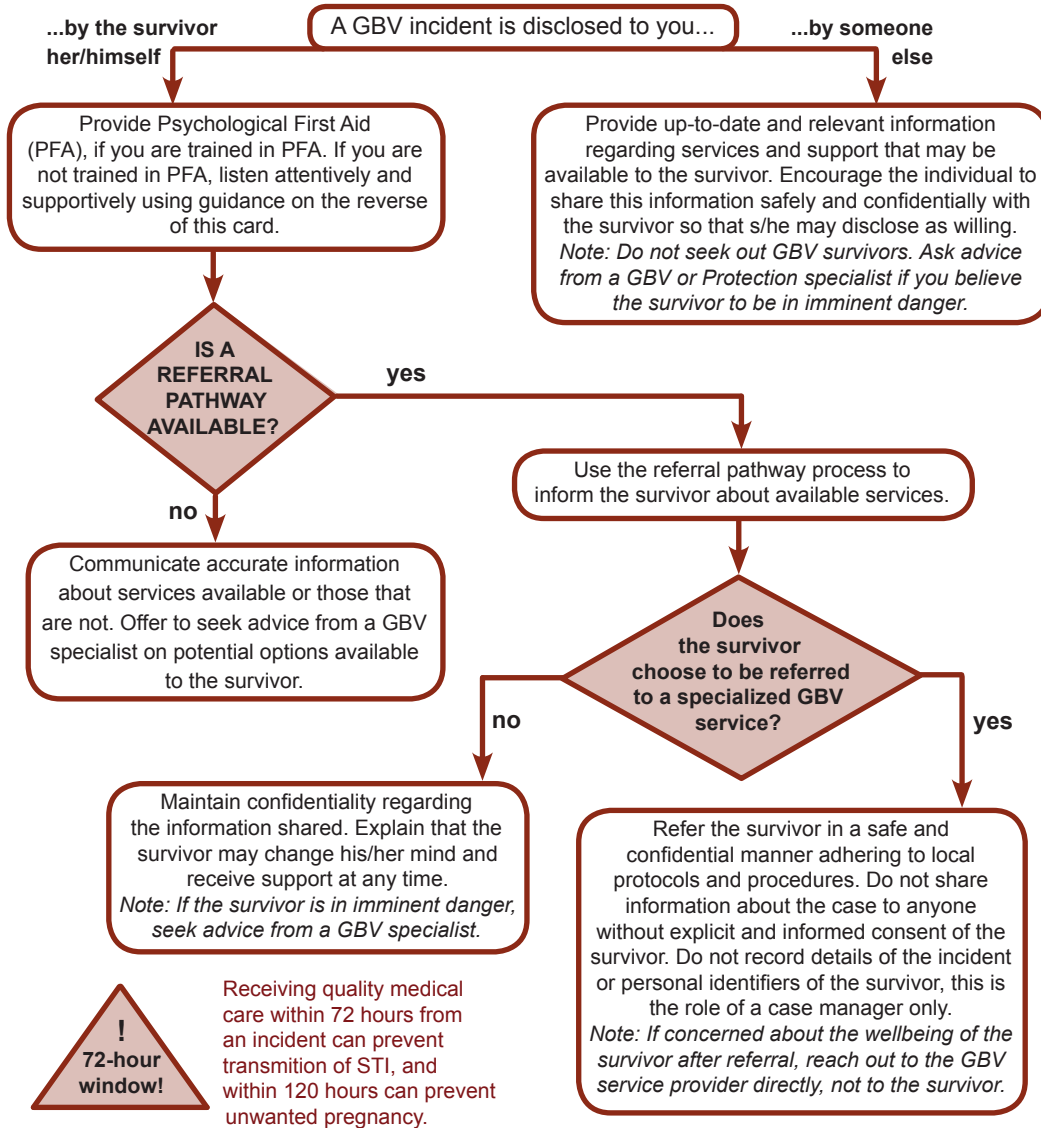 A GBV incident is disclosed to you...
...by the survivor
her/himself
...by someone
else
Provide Psychological First Aid
(PFA), if you are trained in PFA. If you are
not trained in PFA, listen attentively and
supportively using guidance on the reverse
of this card.
Provide up-to-date and relevant information
regarding services and support that may be
available to the survivor. Encourage the individual to
share this information safely and confidentially with
the survivor so that s/he may disclose as willing.
Note: Do not seek out GBV survivors. Ask advice
from a GBV or Protection specialist if you believe
the survivor to be in imminent danger.
IS A
REFERRAL
PATHWAY
AVAILABLE?
yes
Use the referral pathway process to
inform the survivor about available services.
no
Communicate accurate information
about services available or those that
are not. Offer to seek advice from a GBV
specialist on potential options available
to the survivor.
Does
the survivor
choose to be referred
to a specialized GBV
service?
no
yes
Maintain confidentiality regarding
the information shared. Explain that the
survivor may change his/her mind and
receive support at any time.
Note: If the survivor is in imminent danger,
seek advice from a GBV specialist.
Refer the survivor in a safe and
confidential manner adhering to local
protocols and procedures. Do not share
information about the case to anyone
without explicit and informed consent of the
survivor. Do not record details of the incident
or personal identifiers of the survivor, this is
the role of a case manager only.
Note: If concerned about the wellbeing of the
survivor after referral, reach out to the GBV
service provider directly, not to the survivor.
!
72-hour
window!
Receiving quality medical
care within 72 hours from
an incident can prevent
transmition of STI, and
within 120 hours can prevent
unwanted pregnancy.